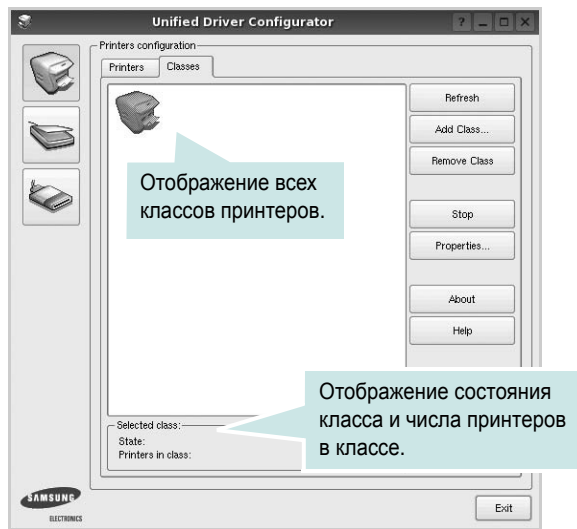 Unified Driver Configurator
Printers configuration
Printers Classes
Refresh
Add Class...
Remove Class
Stop
Properties...
About
Help
Отображение всех
классов принтеров.
Отображение состояния
класса и числа принтеров
в классе.
Selected class:
State:
Printers in class:
SAMSUNG
ELECTRONICS
Exit